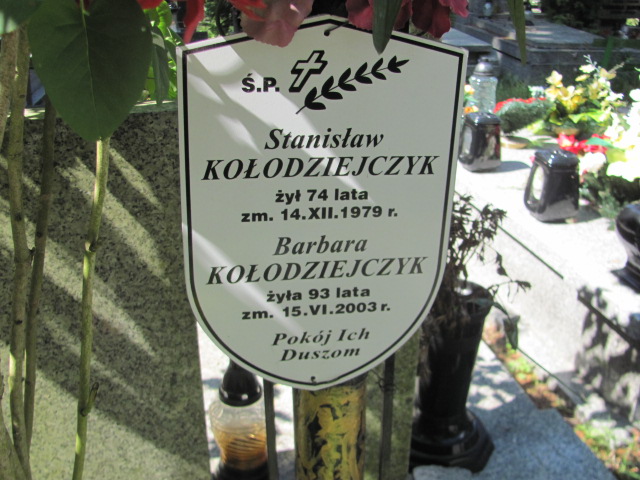 Ś.P.
Stanisław
KOŁODZIEJCZYK
żył 74 lata
zm. 14.XII.1979 r.
Barbara
KOŁODZIEJCZYK
żyła 93 lata
zm. 15.VI.2003 r.
Pokój Ich
Duszom